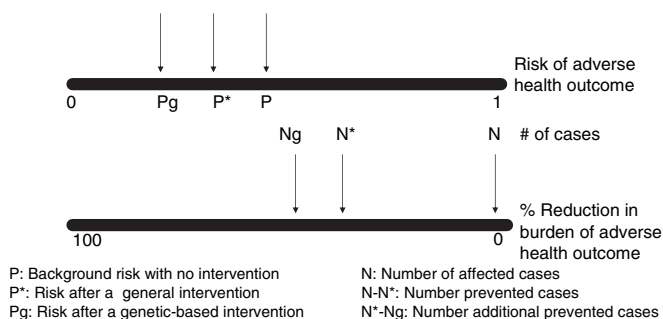 Risk of adverse
health outcome
0 Pg P* P 1
Ng N* N # of cases
% Reduction in
burden of adverse
health outcome
100 0
P: Background risk with no intervention
P*: Risk after a general intervention
Pg: Risk after a genetic-based intervention
N: Number of affected cases
N-N*: Number prevented cases
N*-Ng: Number additional prevented cases